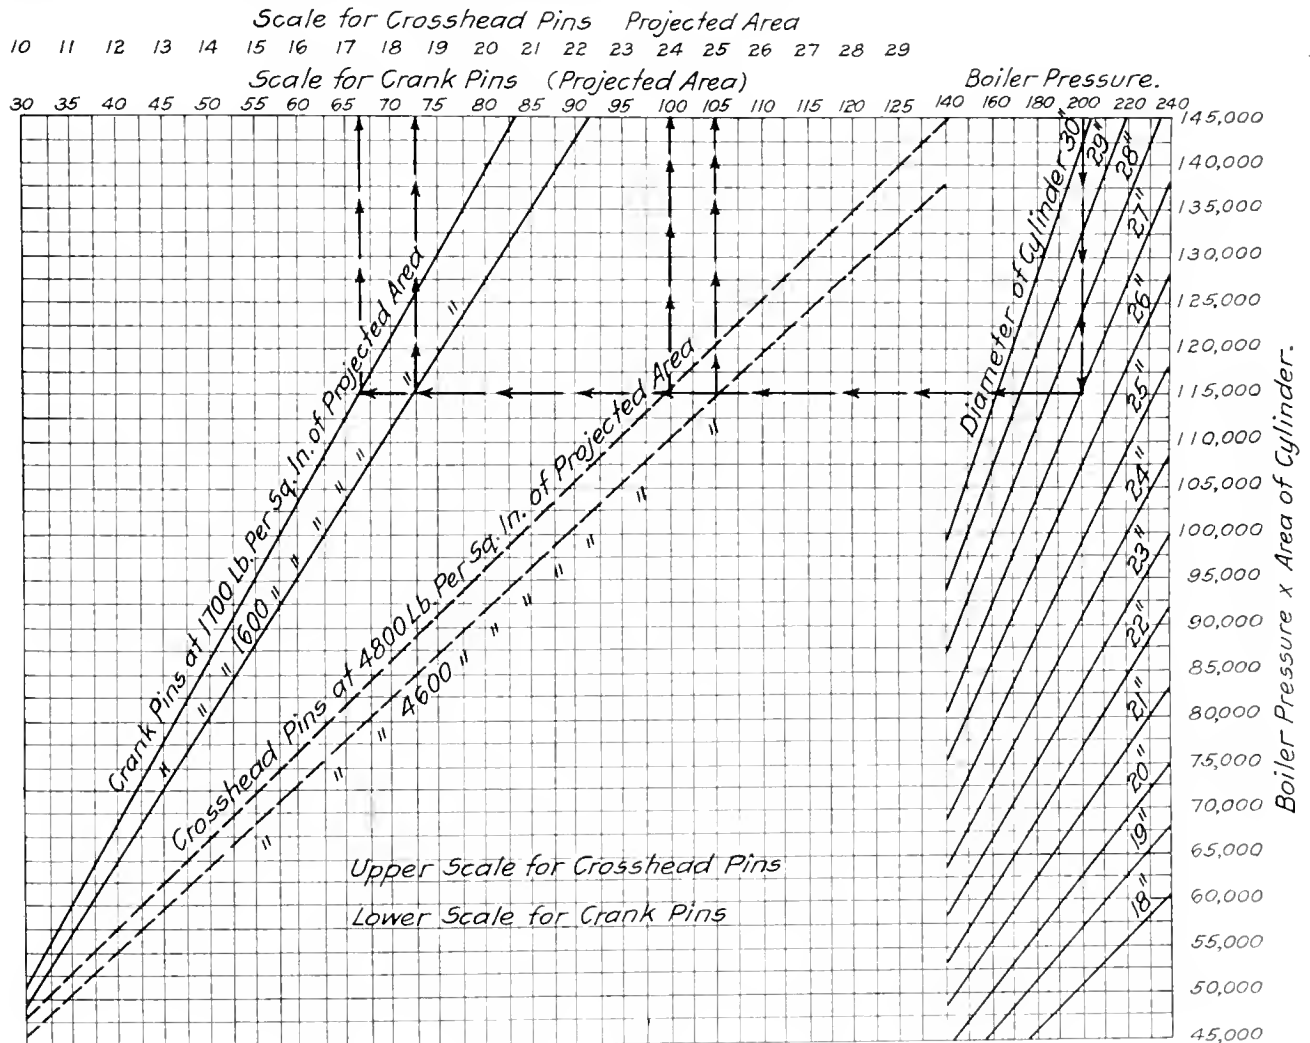 Scale for Crosshead Pins Projected Area
10 11 12 13 14 15 16 17 18 19 20 21 22 23 24 25 26 27 28 29
Scale for Crank Pins (Projected Area)
Boiler Pressure.
30 35 40 45 50 55 60 65 70 75 80 85 90 95 100 105 110 115 120 125
140 160 180 200 220 240
145,000
140,000
135,000
130,000
125,000
120,000
115,000
110,000
105,000
100,000
95,000
90,000
85,000
80,000
75,000
70,000
65,000
60,000
55,000
50,000
45,000
Boiler Pressure x Area of Cylinder.
Diameter of Cylinder 30"
29"
28"
27"
26"
25"
24"
23"
22"
21"
20"
19"
18"
Crank Pins at 1700 Lb. Per Sq. In. of Projected Area
" " " 1600 " " " " " " "
Crosshead Pins at 4800 Lb. Per Sq. In. of Projected Area
" " " 4600 " " " " " " "
Upper Scale for Crosshead Pins
Lower Scale for Crank Pins